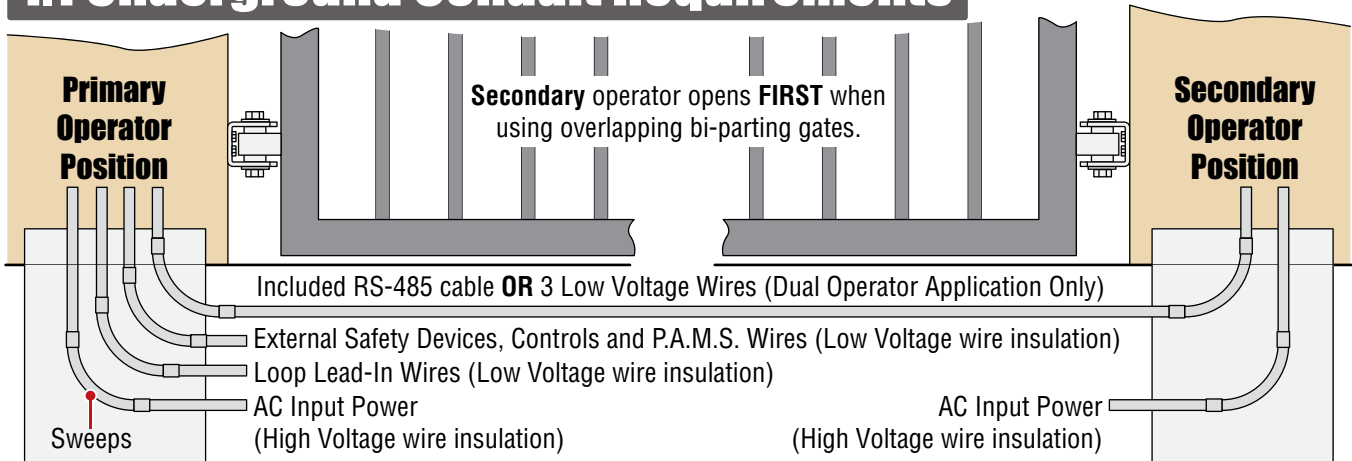 Underground Conduit Requirements
Primary
Operator
Position
Secondary operator opens FIRST when
using overlapping bi-parting gates.
Secondary
Operator
Position
Included RS-485 cable OR 3 Low Voltage Wires (Dual Operator Application Only)
External Safety Devices, Controls and P.A.M.S. Wires (Low Voltage wire insulation)
Loop Lead-In Wires (Low Voltage wire insulation)
AC Input Power
(High Voltage wire insulation)
AC Input Power
(High Voltage wire insulation)
Sweeps